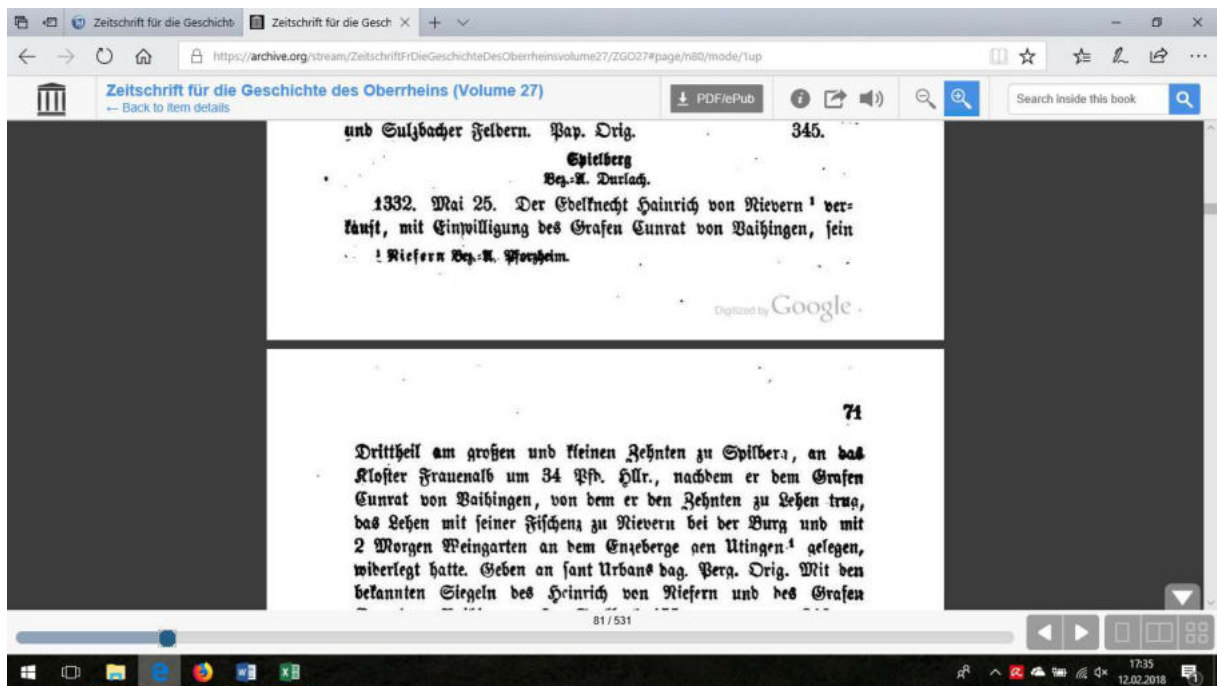 Zeitschrift für die Geschicht
Zeitschrift für die Gesch
https://archive.org/stream/ZeitschriftFrDieGeschichteDesOberrheinsvolume27/ZGO27#page/n80/mode/1up
Zeitschrift für die Geschichte des Oberrheins (Volume 27)
← Back to item details
PDF/ePub
Search inside this book
und Sulzbacher Feldern. Pap. Orig. 345.
Spielberg
Bez.-A. Durlach.
1332. Mai 25. Der Edelknecht Hainrich von Nievern ¹ ver=
kauft, mit Einwilligung des Grafen Cunrat von Vaihingen, sein
¹ Niefern Bez.-A. Pforzheim.
Digitized by Google
71
Drittheil am großen und kleinen Zehnten zu Spilberg, an das
Kloster Frauenalb um 34 Pfd. Hllr., nachdem er dem Grafen
Cunrat von Vaihingen, von dem er den Zehnten zu Lehen trug,
das Lehen mit seiner Fischenz zu Nievern bei der Burg und mit
2 Morgen Weingarten an dem Enzeberge gen Utingen ¹ gelegen,
widerlegt hatte. Geben an sant Urbans dag. Perg. Orig. Mit den
bekannten Siegeln des Heinrich von Niefern und des Grafen
81 / 531
17:35
12.02.2018